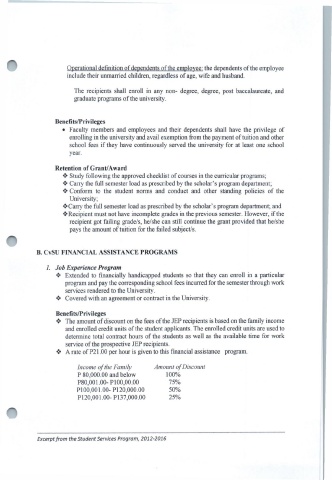 Operational definition of dependents of the employee: the dependents of the employee
include their unmarried children, regardless of age, wife and husband.
The recipients shall enroll in any non- degree, degree, post baccalaureate, and
graduate programs of the university.
Benefits/Privileges
• Faculty members and employees and their dependents shall have the privilege of
enrolling in the university and avail exemption from the payment of tuition and other
school fees if they have continuously served the university for at least one school
year.
Retention of Grant/Award
❖ Study following the approved checklist of courses in the curricular programs;
❖ Carry the full semester load as prescribed by the scholar's program department;
❖ Conform to the student norms and conduct and other standing policies of the
University;
❖Carry the full semester load as prescribed by the scholar's program department; and
❖Recipient must not have incomplete grades in the previous semester. However, if the
recipient got failing grade/s, he/she can still continue the grant provided that he/she
pays the amount of tuition for the failed subject/s.
B. CvSU FINANCIAL ASSISTANCE PROGRAMS
1. Job Experience Program
❖ Extended to financially handicapped students so that they can enroll in a particular
program and pay the corresponding school fees incurred for the semester through work
services rendered to the University.
❖ Covered with an agreement or contract in the University.
Benefits/Privileges
❖ The amount of discount on the fees of the JEP recipients is based on the family income
and enrolled credit units of the student applicants. The enrolled credit units are used to
determine total contract hours of the students as well as the available time for work
service of the prospective JEP recipients.
❖ A rate of P21.00 per hour is given to this financial assistance program.
Income of the Family Amount of Discount
P 80,000.00 and below 100%
P80,001.00- P100,00.00 75%
P100,001.00- P120,000.00 50%
P120,001.00- P137,000.00 25%
Excerpt from the Student Services Program, 2012-2016